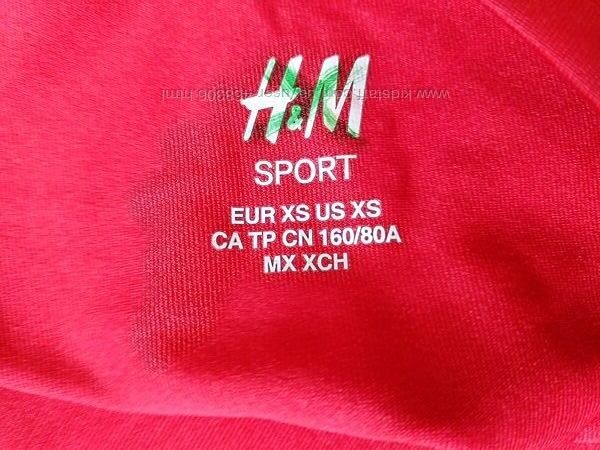 H&M
SPORT
EUR XS US XS
CA TP CN 160/80A
MX XCH